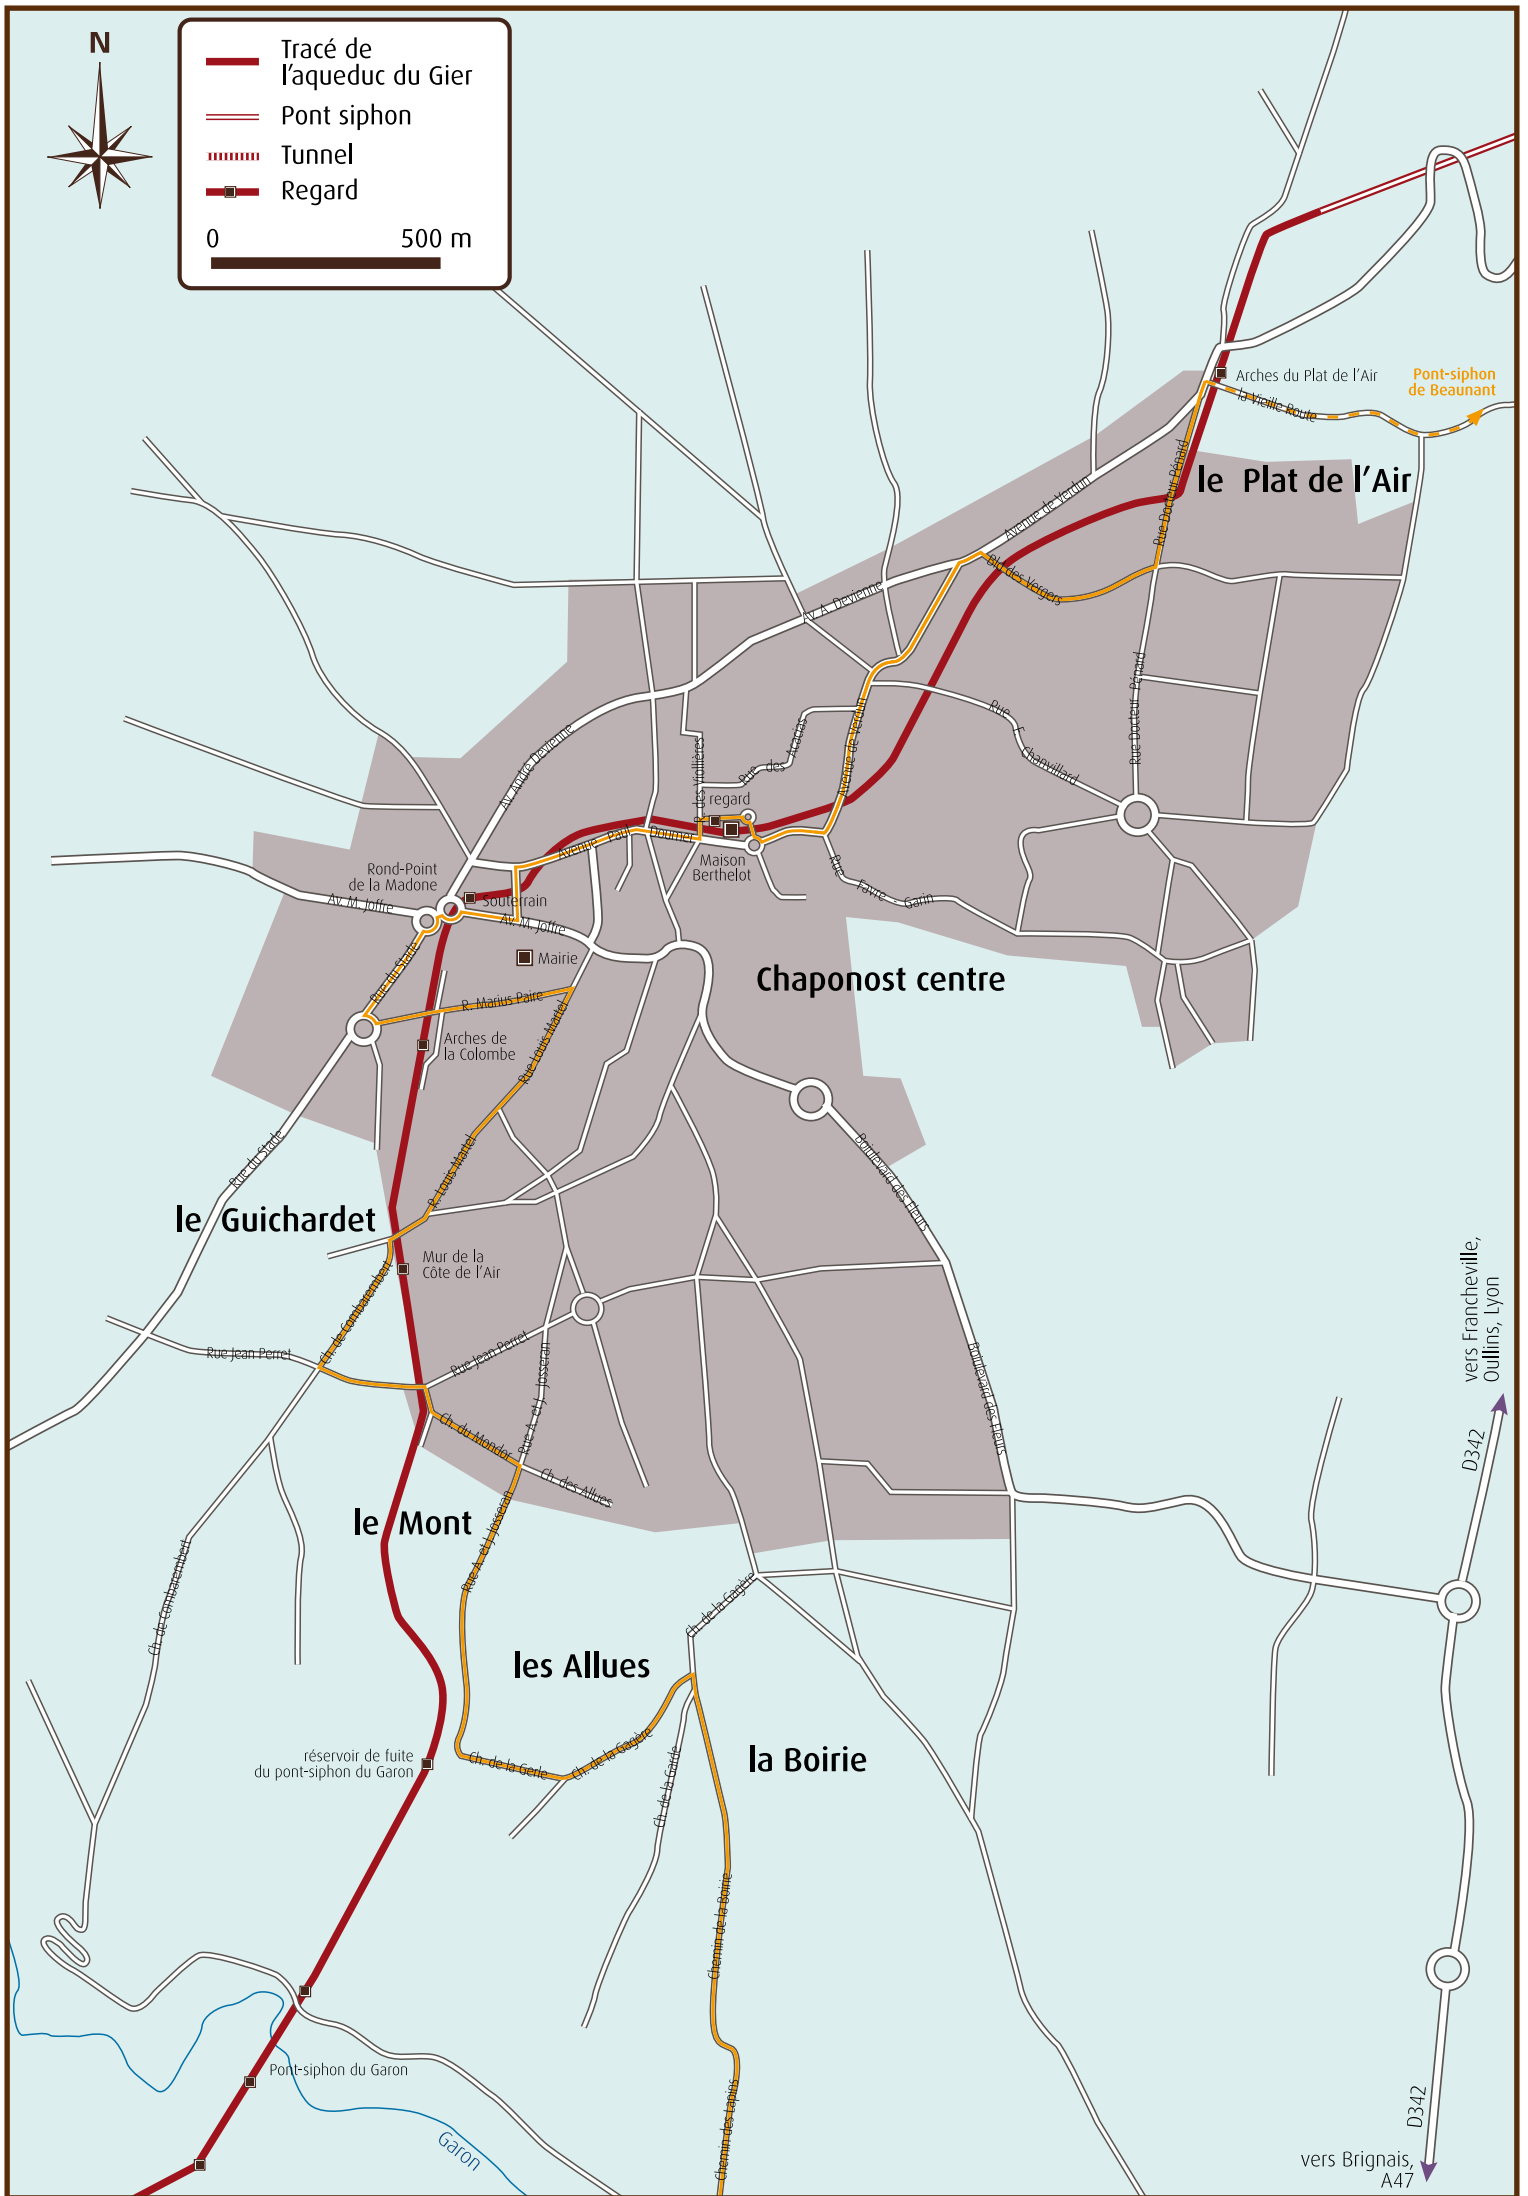 N
Tracé de
l'aqueduc du Gier
Pont siphon
Tunnel
Regard
0 500 m
Arches du Plat de l'Air
Pont-siphon
de Beaunant
la Vieille Route
le Plat de l'Air
Rue Docteur Pénard
Avenue de Verdun
Bld des Vergers
Av. A. Devienne
Rue Docteur Pénard
Rue F. Chanvillard
Avenue de Verdun
Rue des Acacias
R. des Viollières
Av. André Devienne
regard
Avenue Paul Doumer
Maison
Berthelot
Rue Favre - Garin
Rond-Point
de la Madone
Souterrain
Av. M. Joffre
Av. M. Joffre
Mairie
Chaponost centre
Rue du Stade
R. Marius Paire
Rue Louis Martel
Arches de
la Colombe
Rue du Stade
R. Louis Martel
Boiulevard des Fleurs
le Guichardet
Mur de la
Côte de l'Air
Ch. de Combarembert
vers Francheville,
Oullins, Lyon
Rue Jean Perret
Rue Jean Perret
Rue A. et J. Josseran
Boiulevard des Fleurs
D342
Ch. du Mondor
Ch. des Allues
le Mont
Rue A. et J. Josseran
Ch. de Combarembert
Ch. de la Gagère
les Allues
réservoir de fuite
du pont-siphon du Garon
Ch. de la Gerle
Ch. de la Gagère
la Boirie
Ch. de la Garde
Chemin de la Boirie
Pont-siphon du Garon
Garon
Chemin des Lapins
D342
vers Brignais,
A47